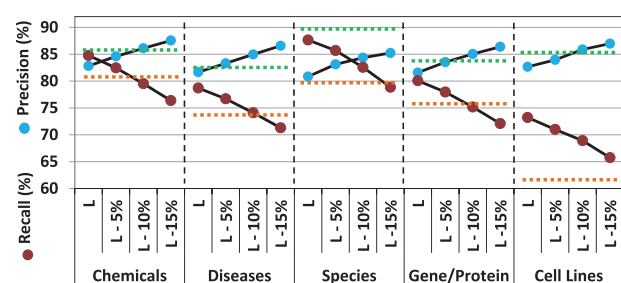 Precision (%)
Recall (%)
90
85
80
75
70
65
60
L
L - 5%
L - 10%
L -15%
L
L - 5%
L - 10%
L -15%
L
L - 5%
L - 10%
L -15%
L
L - 5%
L - 10%
L -15%
L
L - 5%
L - 10%
L -15%
Chemicals Diseases Species Gene/Protein Cell Lines